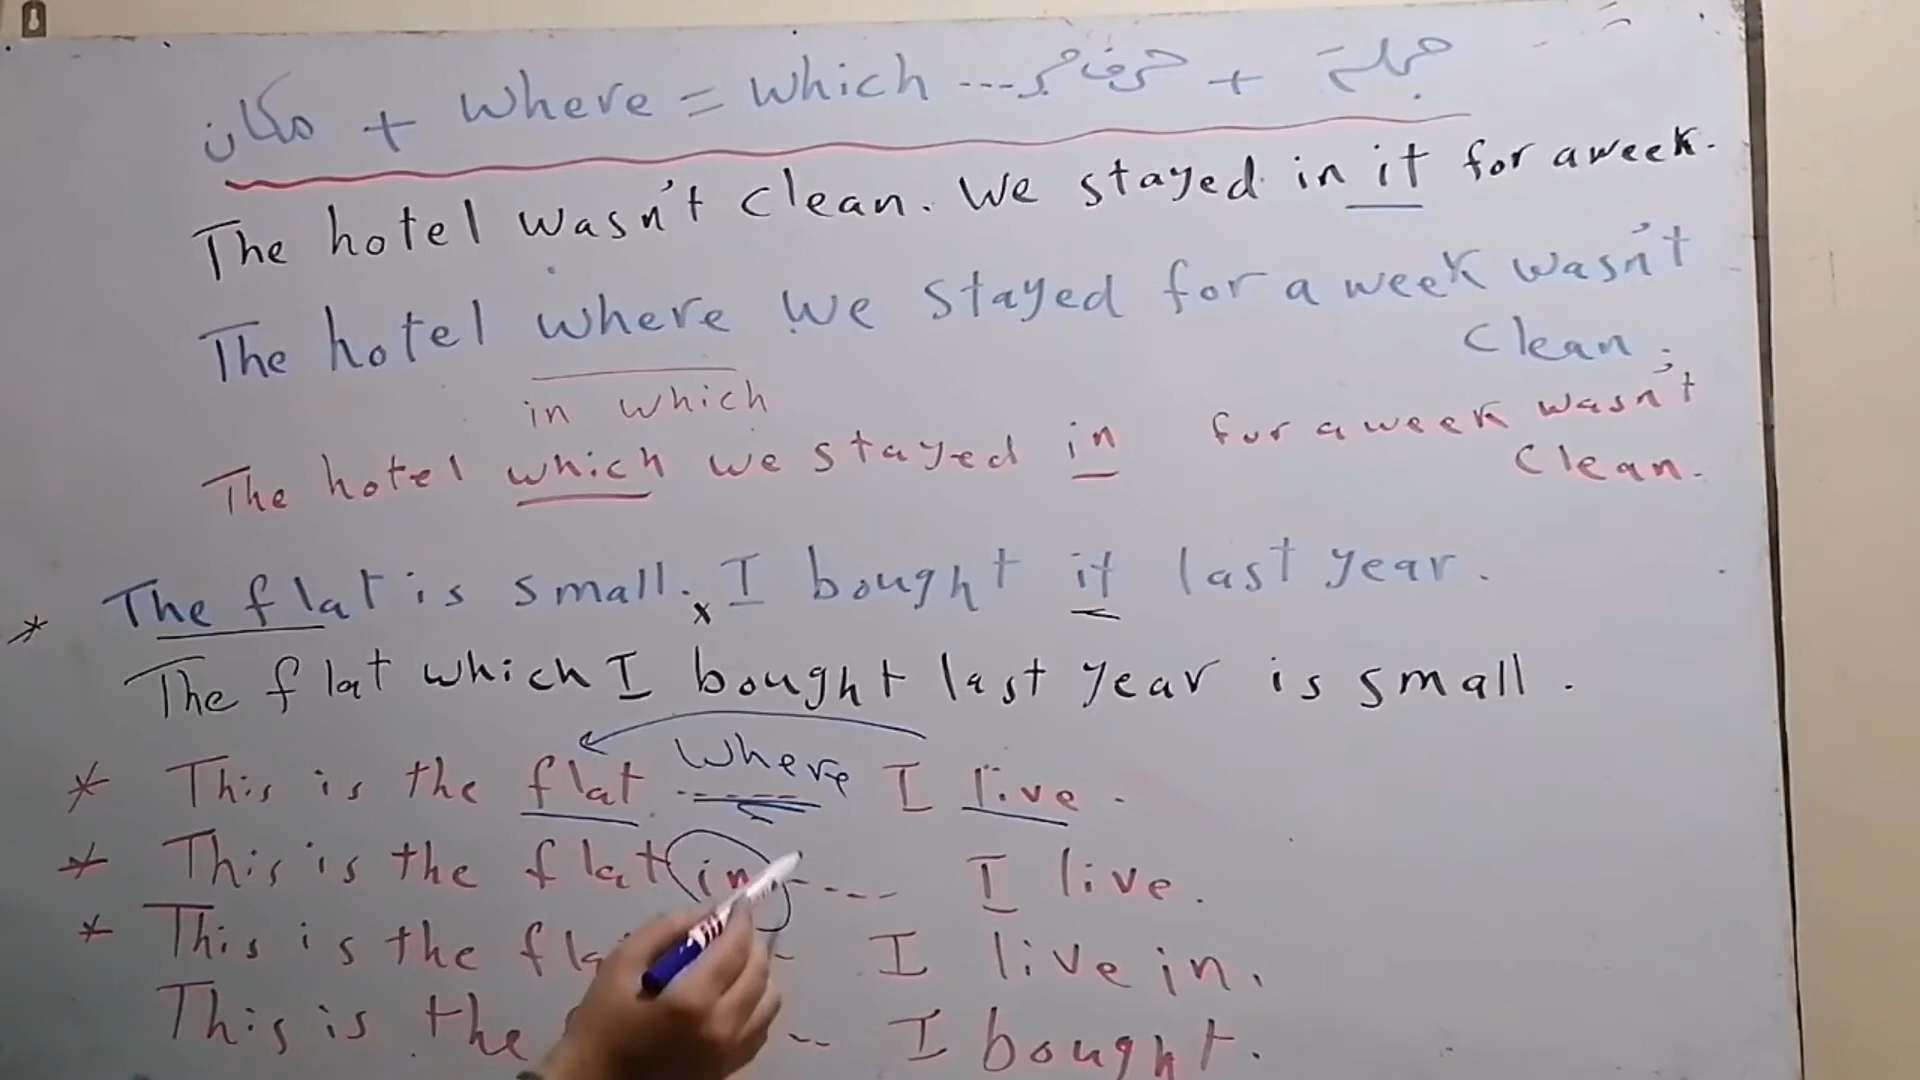 مكان + where = which ... حرف جر + جملة
The hotel wasn't clean. We stayed in it for a week.
The hotel where we stayed for a week wasn't
clean.
in which
The hotel which we stayed in for a week wasn't
clean.
* The flat is small. x I bought it last year.
The flat which I bought last year is small.
* This is the flat where I live.
* This is the flat in ---- I live.
* This is the - I live in.
This is the -- I bought.